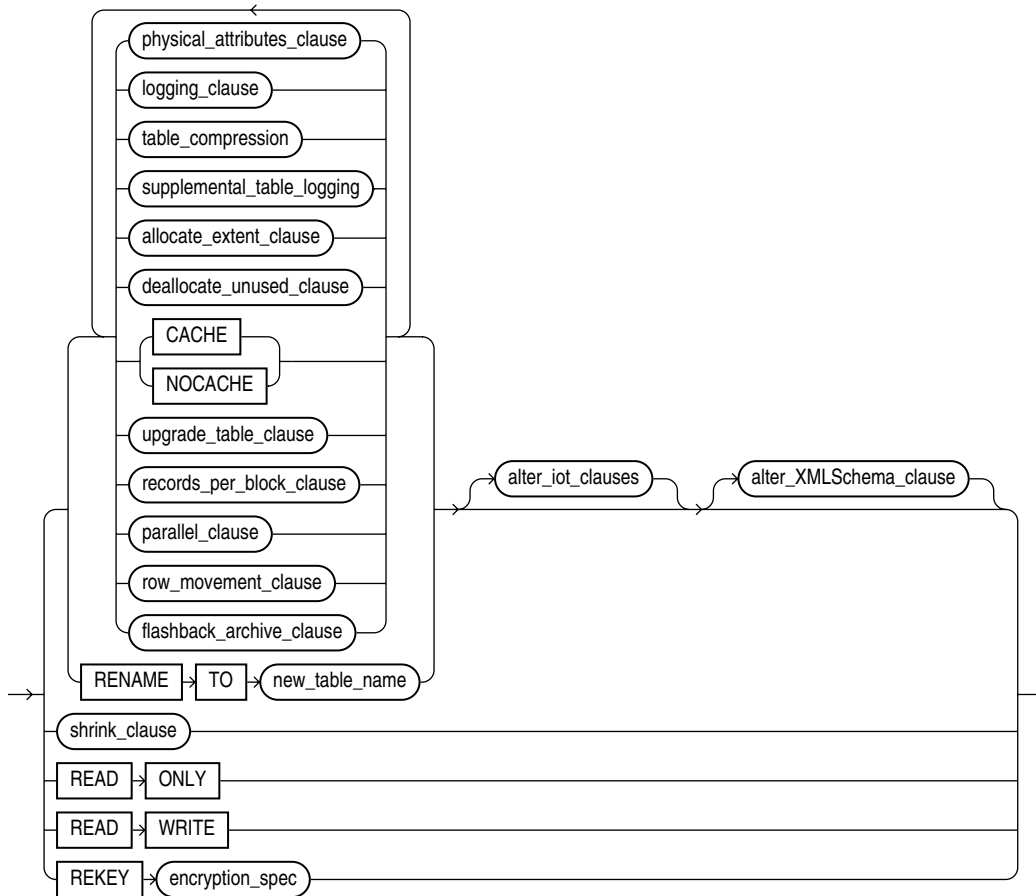 physical_attributes_clause
logging_clause
table_compression
supplemental_table_logging
allocate_extent_clause
deallocate_unused_clause
CACHE
NOCACHE
upgrade_table_clause
records_per_block_clause
alter_iot_clauses alter_XMLSchema_clause
parallel_clause
row_movement_clause
flashback_archive_clause
RENAME TO new_table_name
shrink_clause
READ ONLY
READ WRITE
REKEY encryption_spec